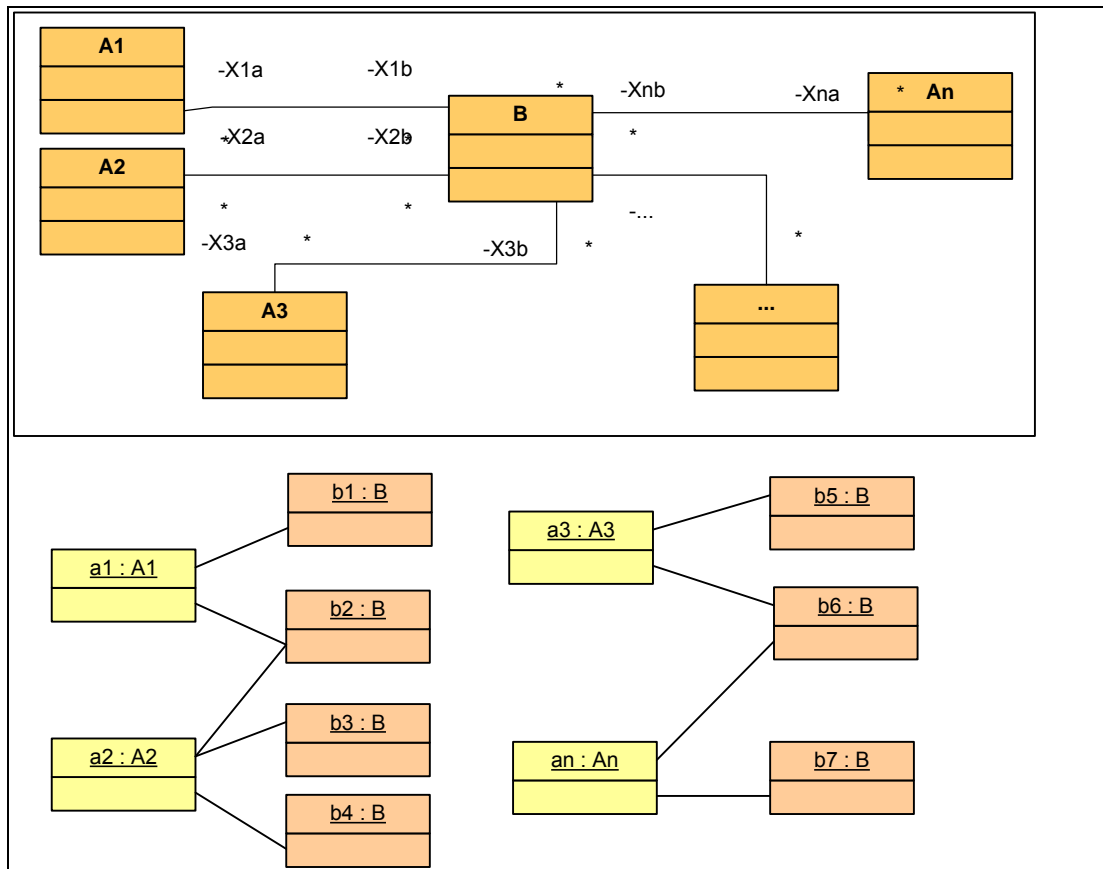 A1
-X1a
-X1b
*
-Xnb
-Xna
*
An
B
-X2a
*
-X2b
*
*
A2
*
*
-...
-X3a
*
-X3b
*
*
A3
...
b1 : B
b5 : B
a3 : A3
a1 : A1
b2 : B
b6 : B
b3 : B
a2 : A2
an : An
b7 : B
b4 : B